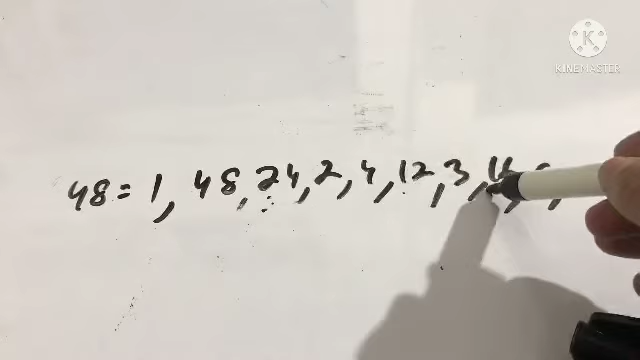 48 = 1, 48, 24, 2, 4, 12, 3, 
KINEMASTER